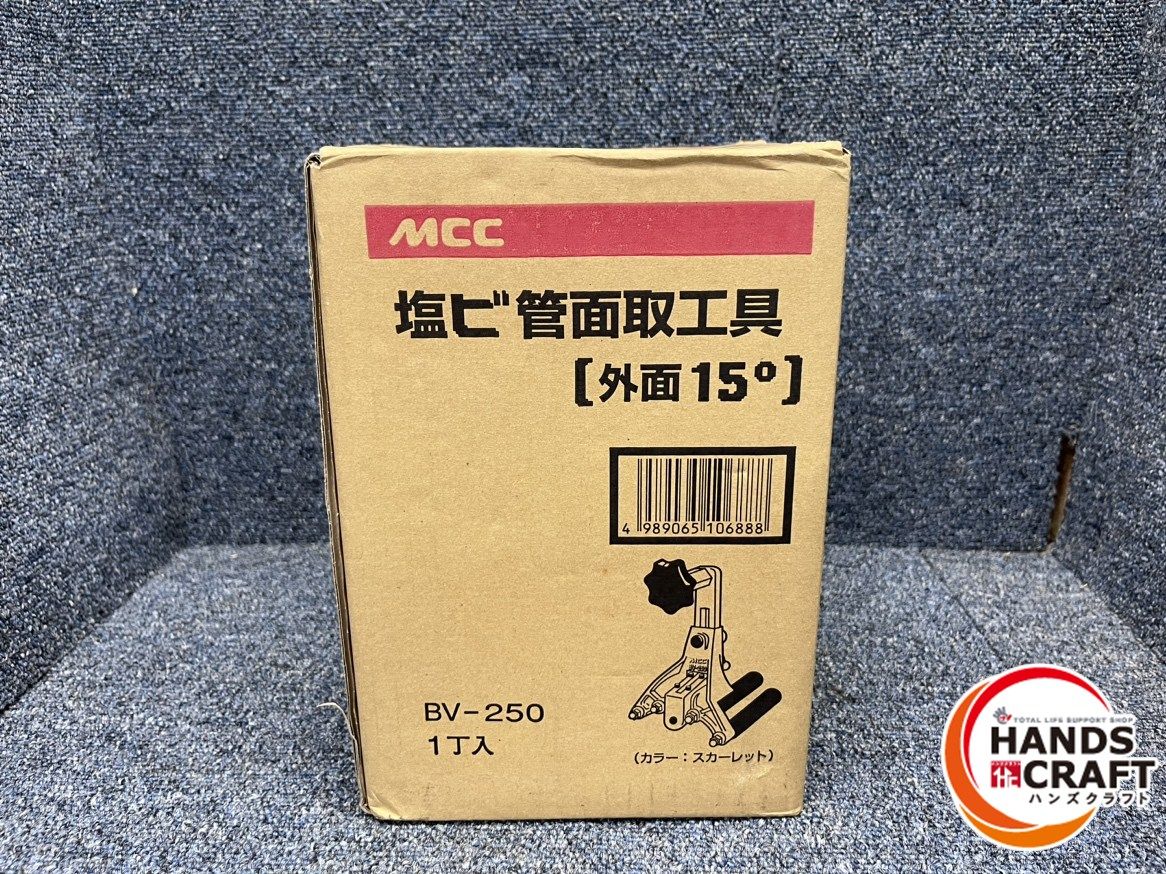 MCC
塩ビ管面取工具
[外面15°]
4 989065 106888
MCC
BV-250
1丁入
(カラー:スカーレット)
TOTAL LIFE SUPPORT SHOP
HANDS
CRAFT
ハンズクラフト